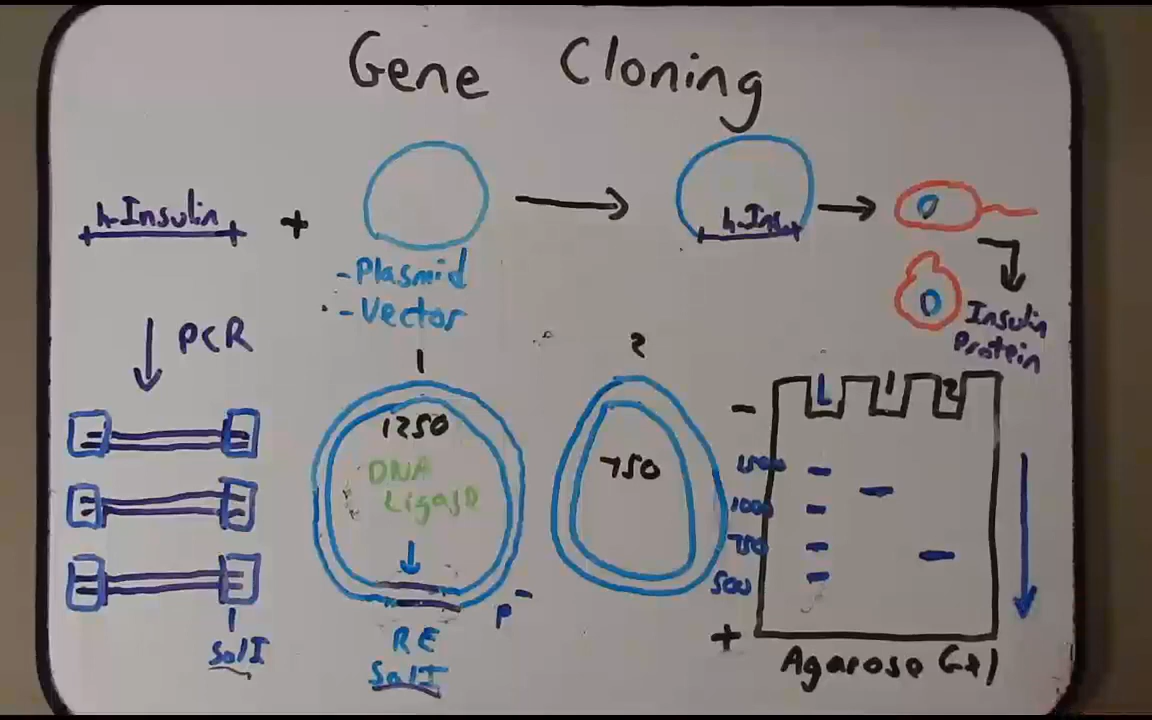 Gene Cloning
h-Insulin
+
h-Ins.
-Plasmid
-Vector
PCR
Insulin
Protein
1
2
L 1 2
-
1250
DNA
Ligase
750
1500
1000
750
500
P-
RE
SalI
SalI
+
Agarose Gel